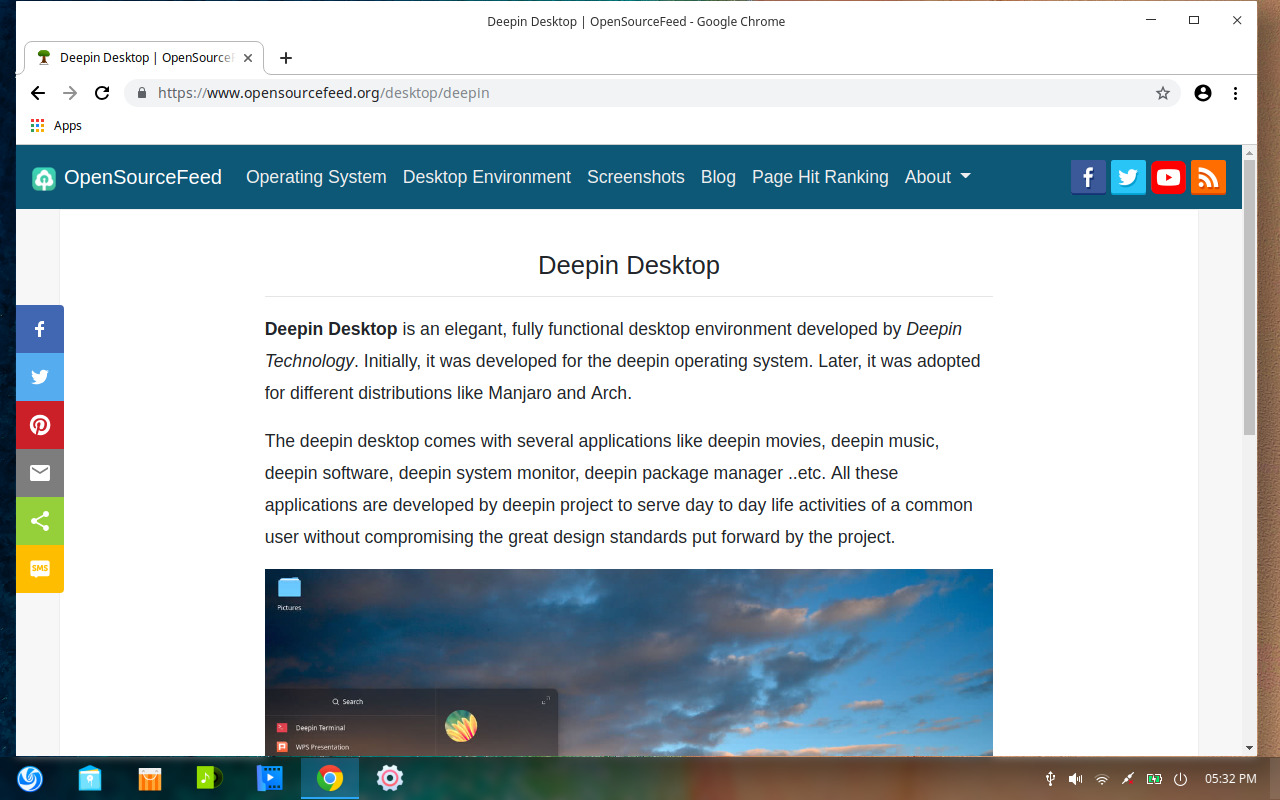 Deepin Desktop | OpenSourceFeed - Google Chrome
Deepin Desktop | OpenSourceF
https://www.opensourcefeed.org/desktop/deepin
Apps
OpenSourceFeed Operating System Desktop Environment Screenshots Blog Page Hit Ranking About
Deepin Desktop
Deepin Desktop is an elegant, fully functional desktop environment developed by Deepin
Technology. Initially, it was developed for the deepin operating system. Later, it was adopted
for different distributions like Manjaro and Arch.
The deepin desktop comes with several applications like deepin movies, deepin music,
deepin software, deepin system monitor, deepin package manager ..etc. All these
applications are developed by deepin project to serve day to day life activities of a common
user without compromising the great design standards put forward by the project.
SMS
Pictures
Search
Deepin Terminal
WPS Presentation
05:32 PM